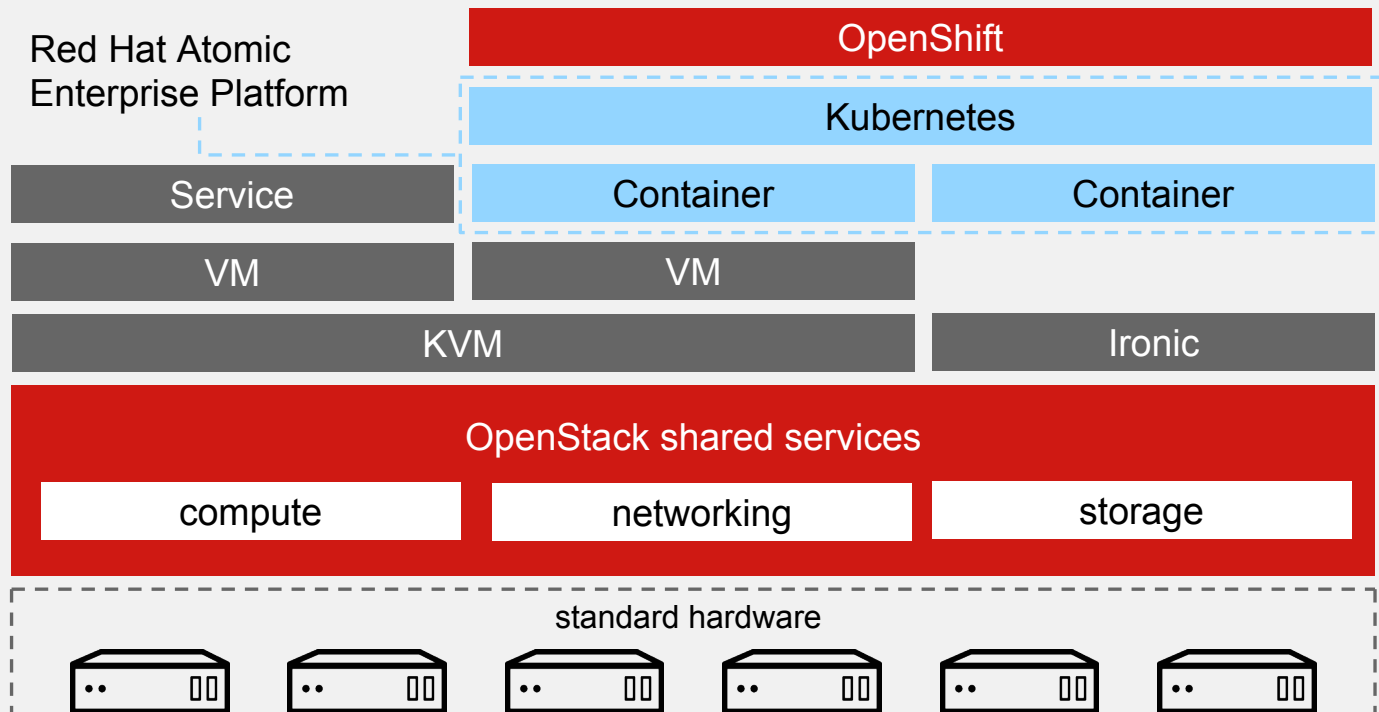 Red Hat Atomic
Enterprise Platform
OpenShift
Kubernetes
Service
Container
Container
VM
VM
KVM
Ironic
OpenStack shared services
compute
networking
storage
standard hardware